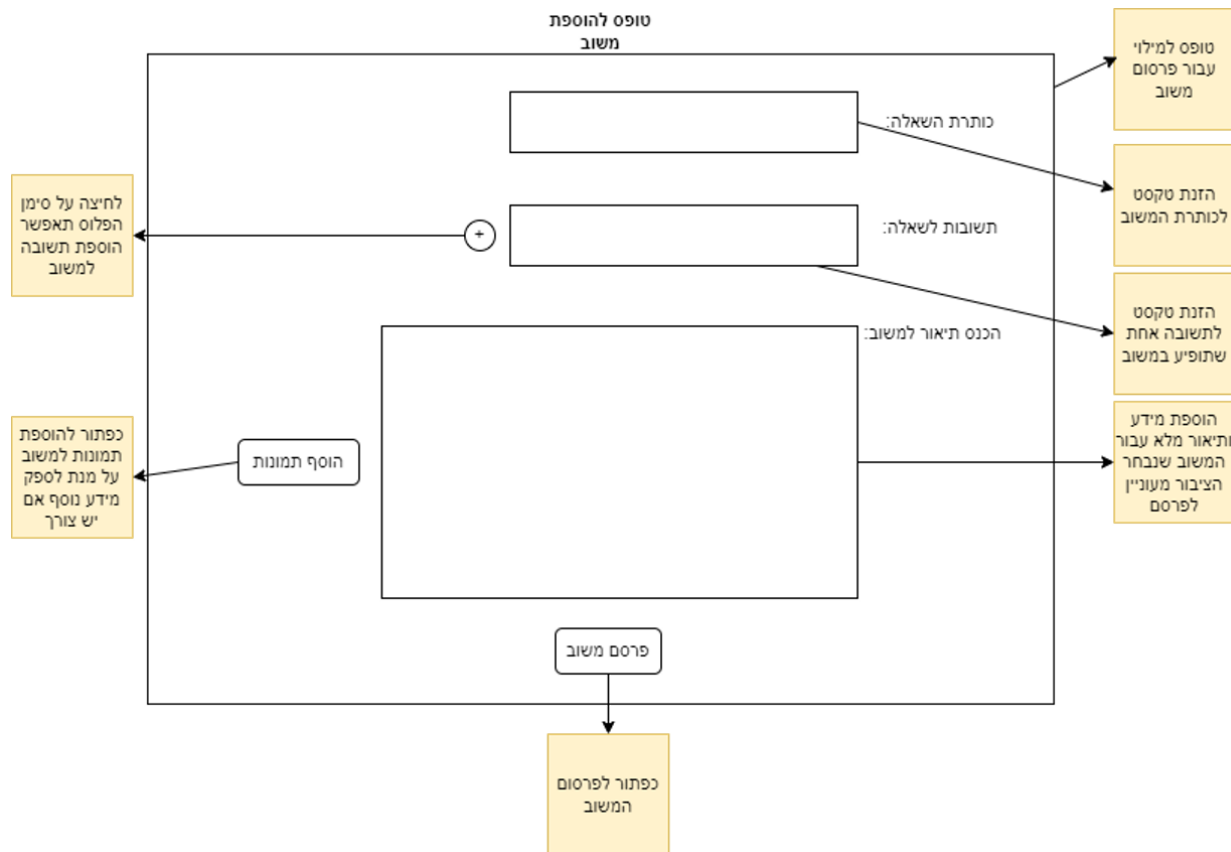 טופס להוספת
משוב
טופס למילוי
עבור פרסום
משוב
כותרת השאלה:
הזנת טקסט
לכותרת המשוב
תשובות לשאלה:
+
לחיצה על סימן
הפלוס תאפשר
הוספת תשובה
למשוב
הזנת טקסט
לתשובה אחת
שתופיע במשוב
הכנס תיאור למשוב:
הוספת מידע
ותיאור מלא עבור
המשוב שנבחר
הציבור מעוניין
לפרסם
הוסף תמונות
כפתור להוספת
תמונות למשוב
על מנת לספק
מידע נוסף אם
יש צורך
פרסם משוב
כפתור לפרסום
המשוב